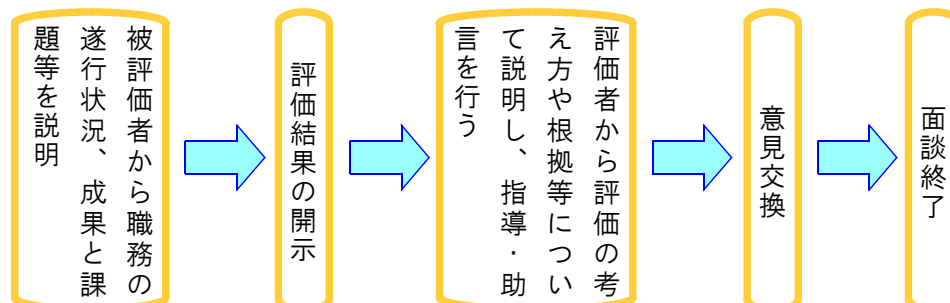 被評価者から職務の
遂行状況、成果と課
題等を説明
評価結果の開示
評価者から評価の考
え方や根拠等につい
て説明し、指導・助
言を行う
意見交換
面談終了